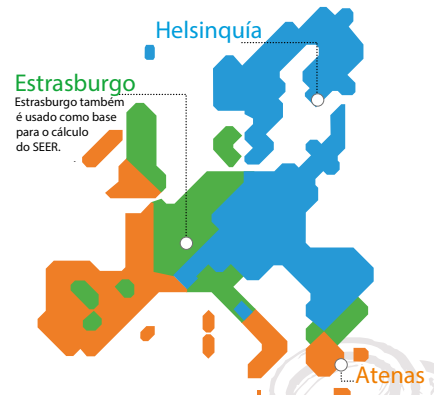 Helsinquía
Estrasburgo
Estrasburgo também
é usado como base
para o cálculo
do SEER.
Atenas